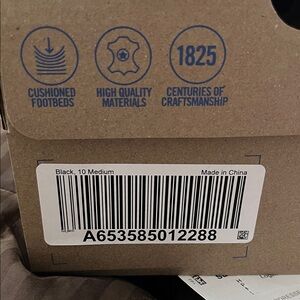 1825
CUSHIONED FOOTBEDS
HIGH QUALITY MATERIALS
CENTURIES OF CRAFTSMANSHIP
Black, 10 Medium
Made in China
A653585012288